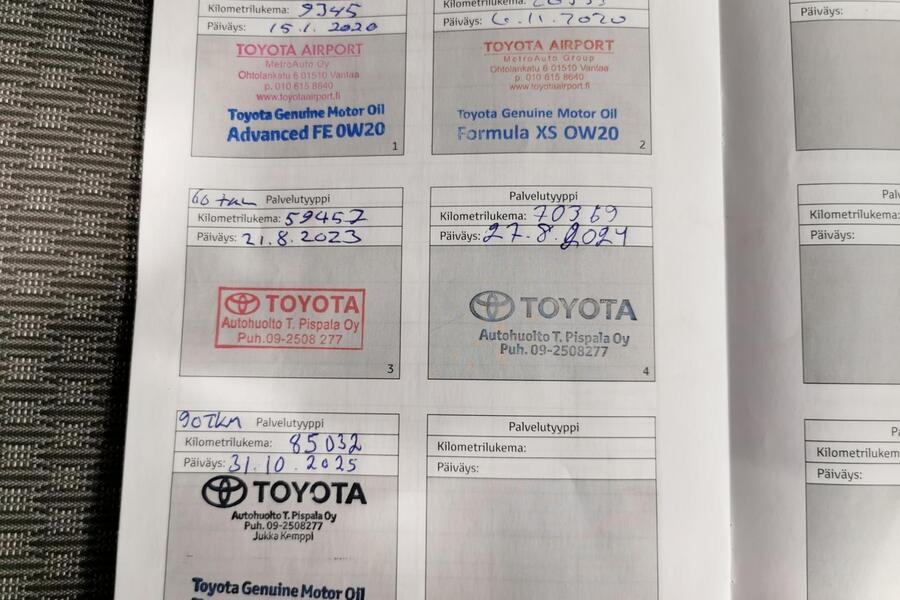 Kilometrilukema: 9345
Päiväys: 15.1.2020
TOYOTA AIRPORT
MetroAuto Oy
Ohtolankatu 6 01510 Vantaa
p. 010 615 8640
www.toyotaairport.fi
Toyota Genuine Motor Oil
Advanced FE 0W20
1
Päiväys: 6.11.2020
TOYOTA AIRPORT
MetroAuto Group
Ohtolankatu 6 01510 Vantaa
p. 010 615 8640
www.toyotaairport.fi
Toyota Genuine Motor Oil
Formula XS OW20
2
Päiväys:
60 tkm Palvelutyyppi
Kilometrilukema: 59457
Päiväys: 21.8.2023
TOYOTA
Autohuolto T. Pispala Oy
Puh.09-2508 277
3
Palvelutyyppi
Kilometrilukema: 70369
Päiväys: 27.8.2024
TOYOTA
Autohuolto T. Pispala Oy
Puh. 09-2508277
4
Kilometrilukema:
Päiväys:
90TKM Palvelutyyppi
Kilometrilukema: 85032
Päiväys: 31.10.2025
TOYOTA
Autohuolto T. Pispala Oy
Puh. 09-2508277
Jukka Kemppi
Toyota Genuine Motor Oil
Palvelutyyppi
Kilometrilukema:
Päiväys:
Kilometrilukem
Päiväys: